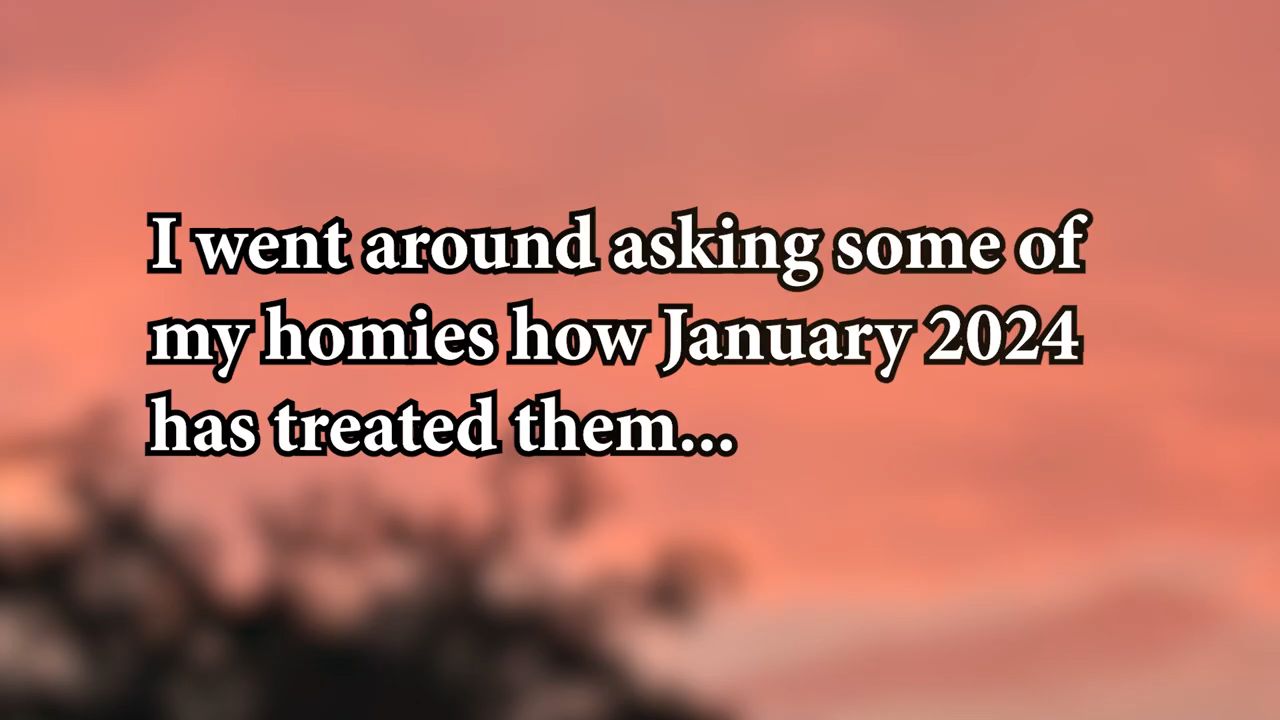 I went around asking some of
my homies how January 2024
has treated them...